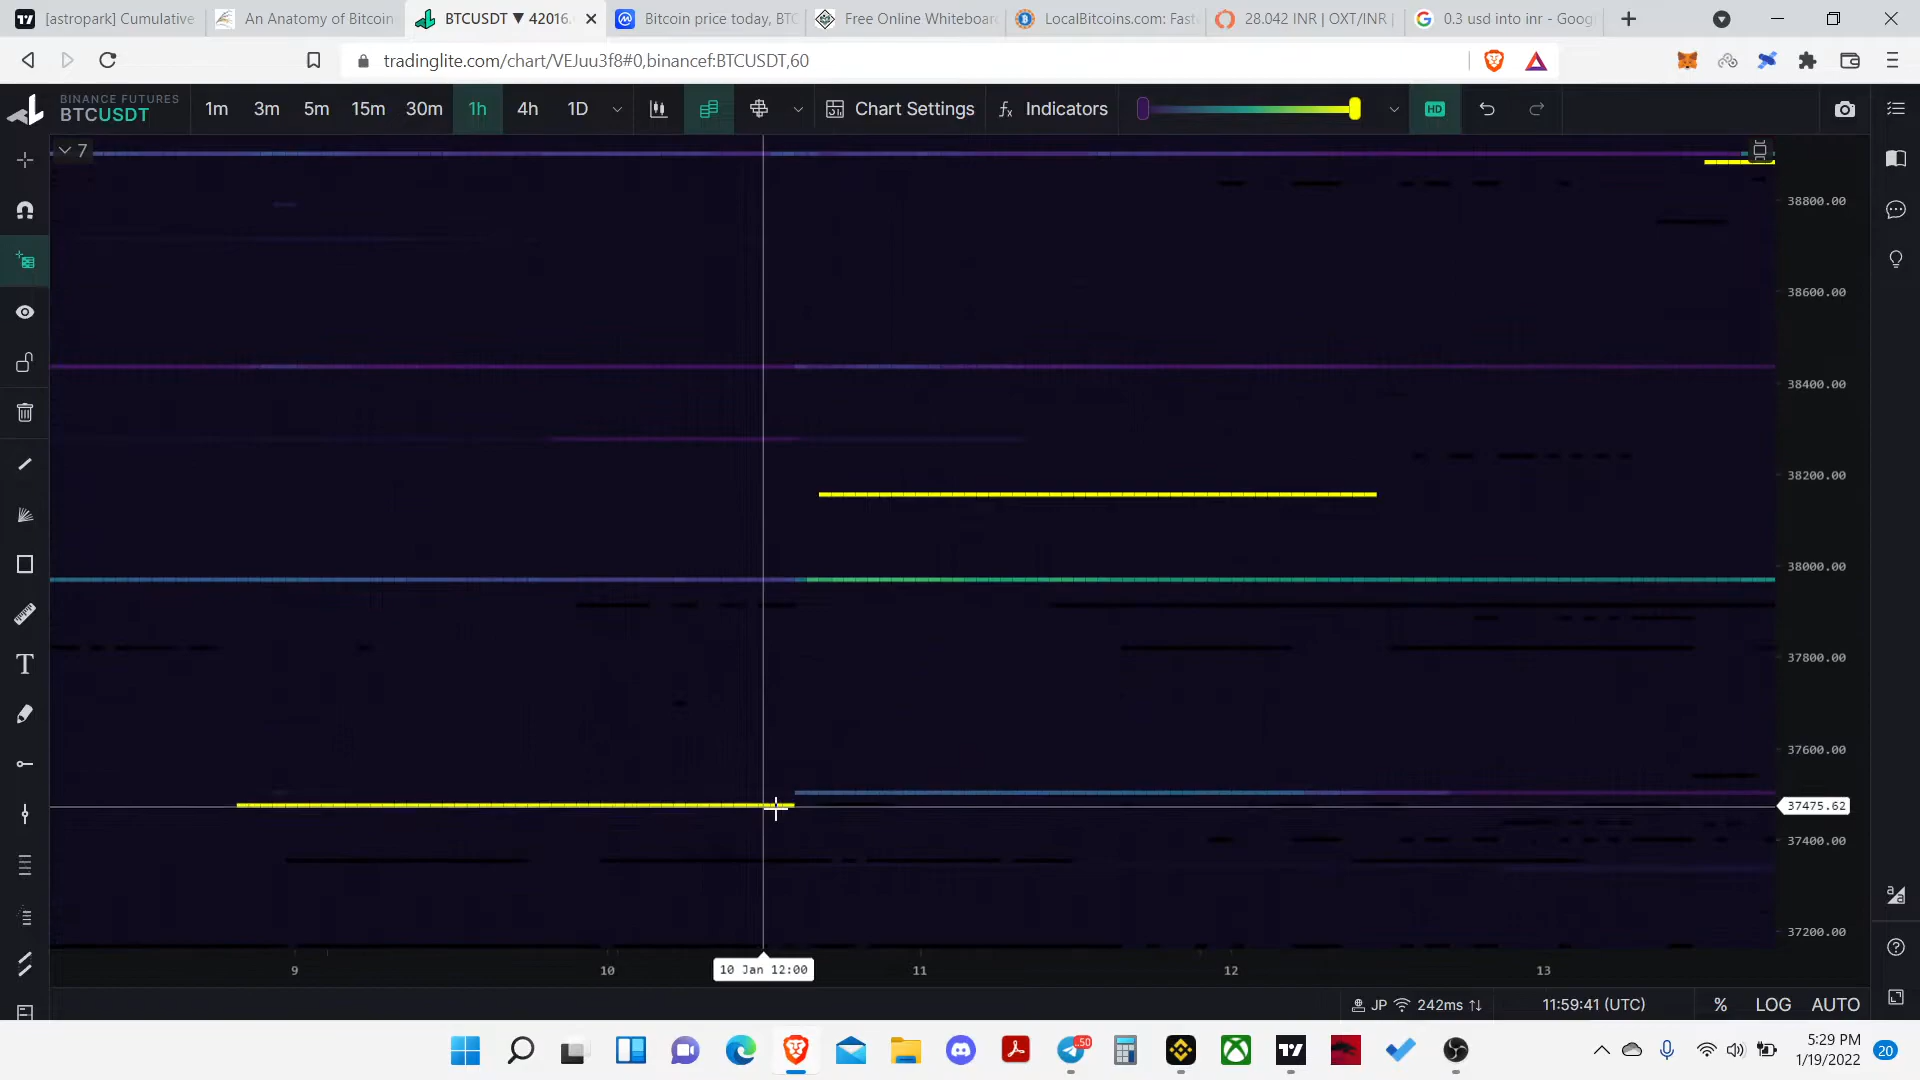 [astropark] Cumulative
An Anatomy of Bitcoin
BTCUSDT ▼ 42016.
Bitcoin price today, BTC
Free Online Whiteboar
LocalBitcoins.com: Fast
28.042 INR | OXT/INR |
0.3 usd into inr - Goog
tradinglite.com/chart/VEJuu3f8#0,binancef:BTCUSDT,60
BINANCE FUTURES
BTCUSDT
1m 3m 5m 15m 30m 1h 4h 1D
Chart Settings
Indicators
HD
7
38800.00
38600.00
38400.00
38200.00
38000.00
37800.00
37600.00
37475.62
37400.00
37200.00
9 10 10 Jan 12:00 11 12 13
JP 242ms 11:59:41 (UTC) % LOG AUTO
.50
5:29 PM
1/19/2022
20